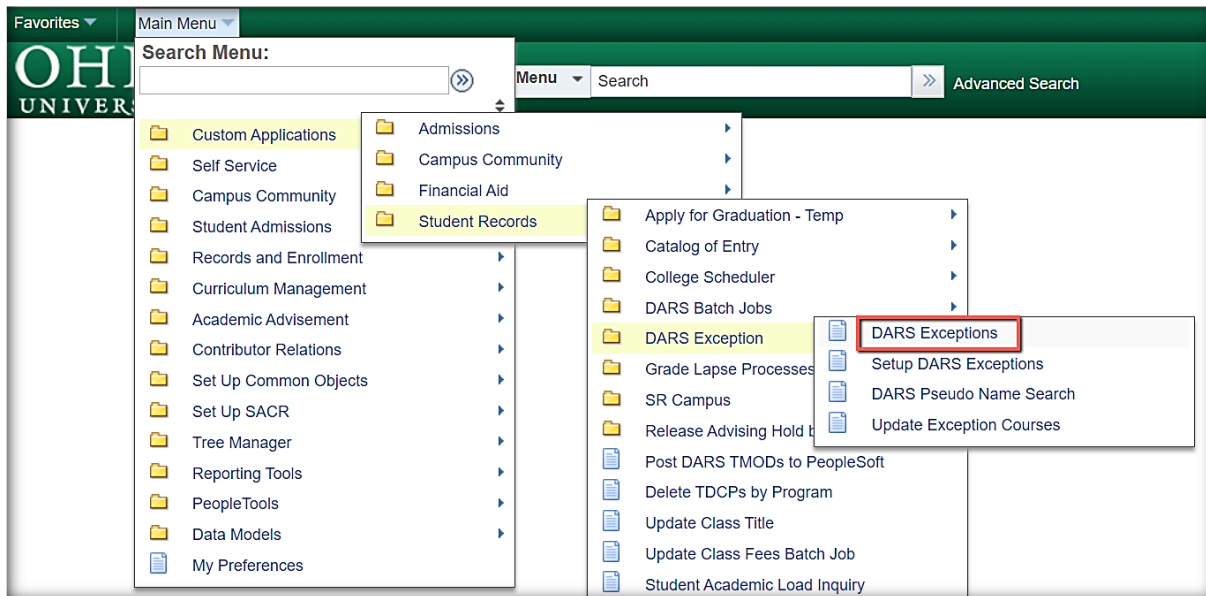 Favorites
Main Menu
Search Menu:
OHI
UNIVERS
Menu
Search
Advanced Search
Custom Applications
Self Service
Campus Community
Student Admissions
Records and Enrollment
Curriculum Management
Academic Advisement
Contributor Relations
Set Up Common Objects
Set Up SACR
Tree Manager
Reporting Tools
PeopleTools
Data Models
My Preferences
Admissions
Campus Community
Financial Aid
Student Records
Apply for Graduation - Temp
Catalog of Entry
College Scheduler
DARS Batch Jobs
DARS Exception
Grade Lapse Processes
SR Campus
Release Advising Hold
Post DARS TMODs to PeopleSoft
Delete TDCPs by Program
Update Class Title
Update Class Fees Batch Job
Student Academic Load Inquiry
DARS Exceptions
Setup DARS Exceptions
DARS Pseudo Name Search
Update Exception Courses